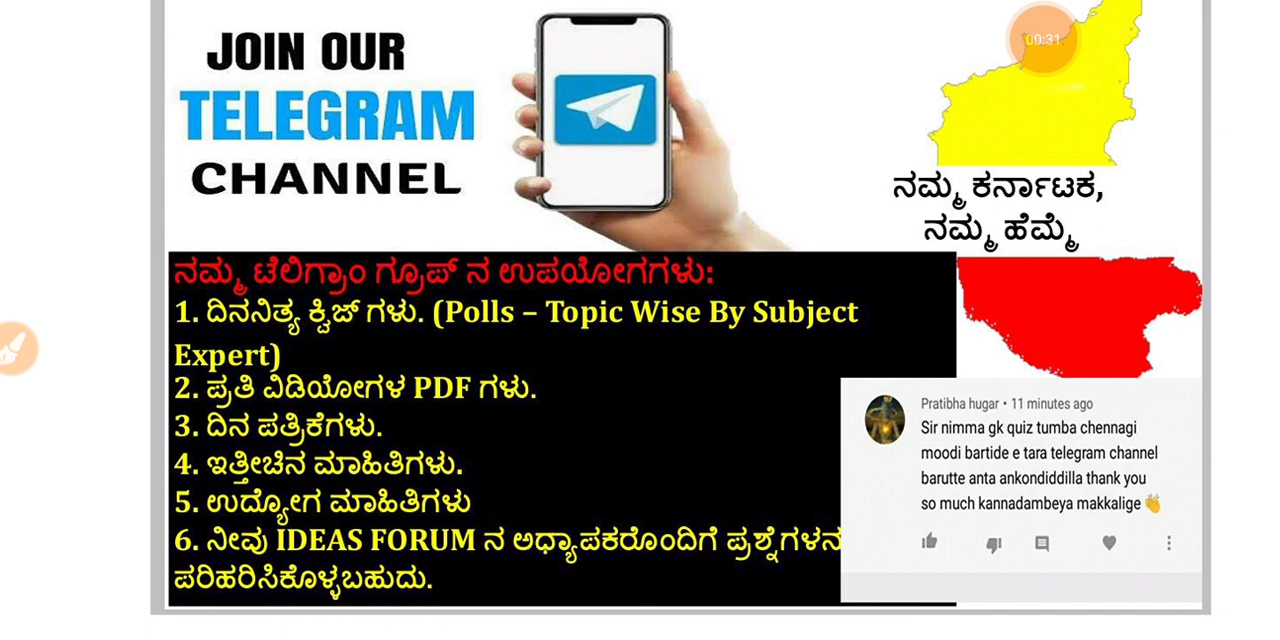 JOIN OUR
TELEGRAM
CHANNEL
00:31
ನಮ್ಮ ಕರ್ನಾಟಕ,
ನಮ್ಮ ಹೆಮ್ಮೆ
ನಮ್ಮ ಟೆಲಿಗ್ರಾಂ ಗ್ರೂಪ್ ನ ಉಪಯೋಗಗಳು:
1. ದಿನನಿತ್ಯ ಕ್ವಿಜ್ ಗಳು. (Polls – Topic Wise By Subject
Expert)
2. ಪ್ರತಿ ವಿಡಿಯೋಗಳ PDF ಗಳು.
3. ದಿನ ಪತ್ರಿಕೆಗಳು.
4. ಇತ್ತೀಚಿನ ಮಾಹಿತಿಗಳು.
5. ಉದ್ಯೋಗ ಮಾಹಿತಿಗಳು
6. ನೀವು IDEAS FORUM ನ ಅಧ್ಯಾಪಕರೊಂದಿಗೆ
ಪರಿಹರಿಸಿಕೊಳ್ಳಬಹುದು.
Pratibha hugar • 11 minutes ago
Sir nimma gk quiz tumba chennagi
moodi bartide e tara telegram channel
barutte anta ankondiddilla thank you
so much kannadambeya makkalige 👏